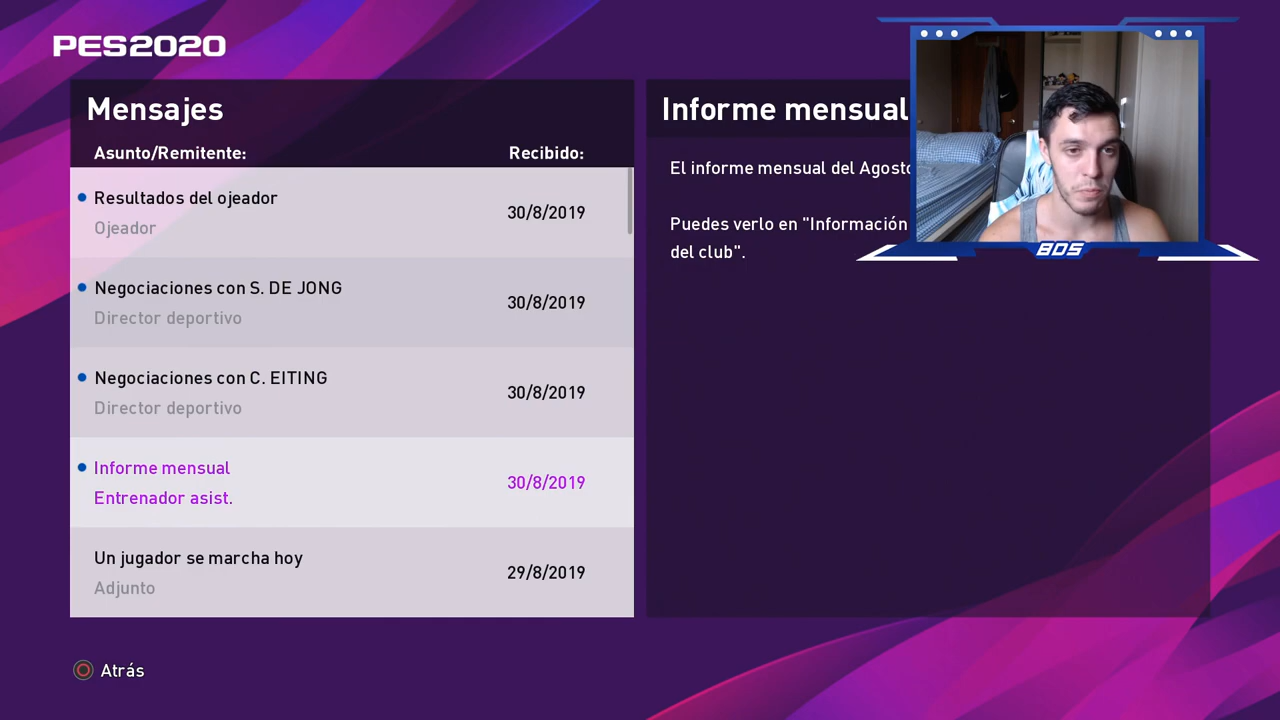 PES2020
Mensajes
Asunto/Remitente:
Recibido:
Resultados del ojeador
Ojeador
30/8/2019
Negociaciones con S. DE JONG
Director deportivo
30/8/2019
Negociaciones con C. EITING
Director deportivo
30/8/2019
Informe mensual
Entrenador asist.
30/8/2019
Un jugador se marcha hoy
Adjunto
29/8/2019
Informe mensual
El informe mensual del Agosto
Puedes verlo en "Información
del club".
BDS
Atrás